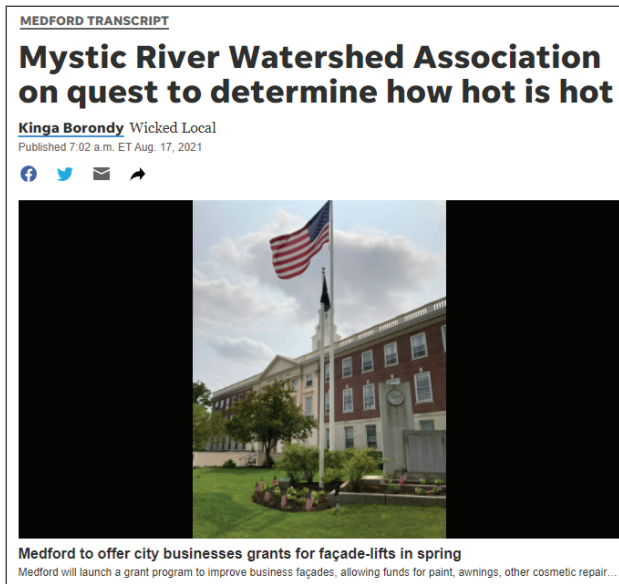 MEDFORD TRANSCRIPT
Mystic River Watershed Association
on quest to determine how hot is hot
Kinga Borondy Wicked Local
Published 7:02 a.m. ET Aug. 17, 2021
Medford to offer city businesses grants for façade-lifts in spring
Medford will launch a grant program to improve business façades, allowing funds for paint, awnings, other cosmetic repair…